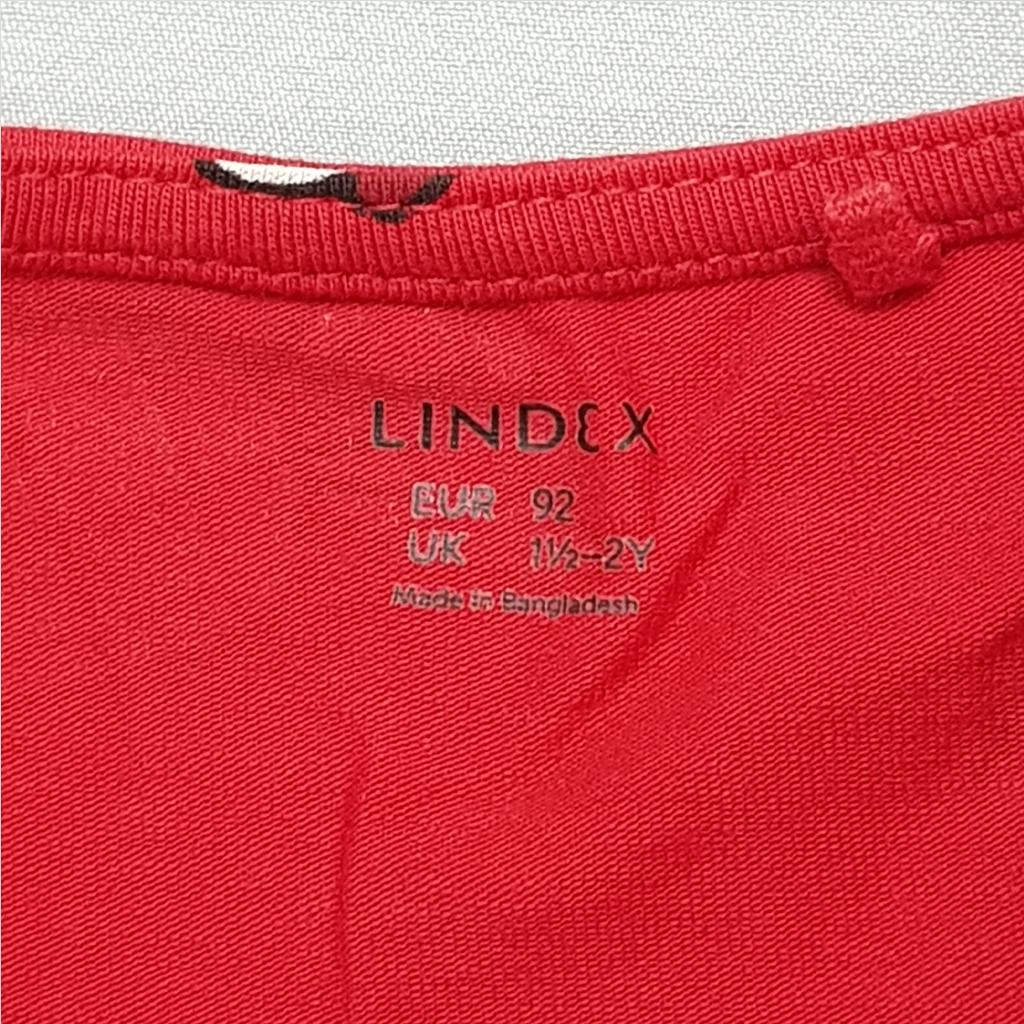 LINDEX
EUR 92
UK 1½–2Y
Made in Bangladesh